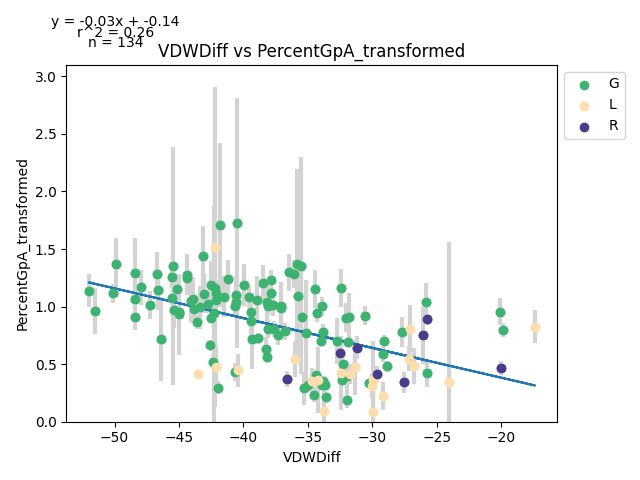 y = -0.03x + -0.14
r^2 = 0.26
n = 134
VDWDiff vs PercentGpA_transformed
G
L
R
PercentGpA_transformed
3.0
2.5
2.0
1.5
1.0
0.5
0.0
−50
−45
−40
−35
−30
−25
−20
VDWDiff